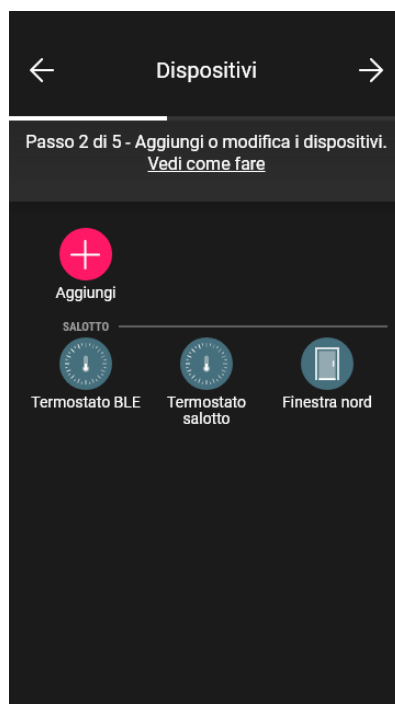 Dispositivi
Passo 2 di 5 - Aggiungi o modifica i dispositivi.
Vedi come fare
Aggiungi
SALOTTO
Termostato BLE
Termostato
salotto
Finestra nord